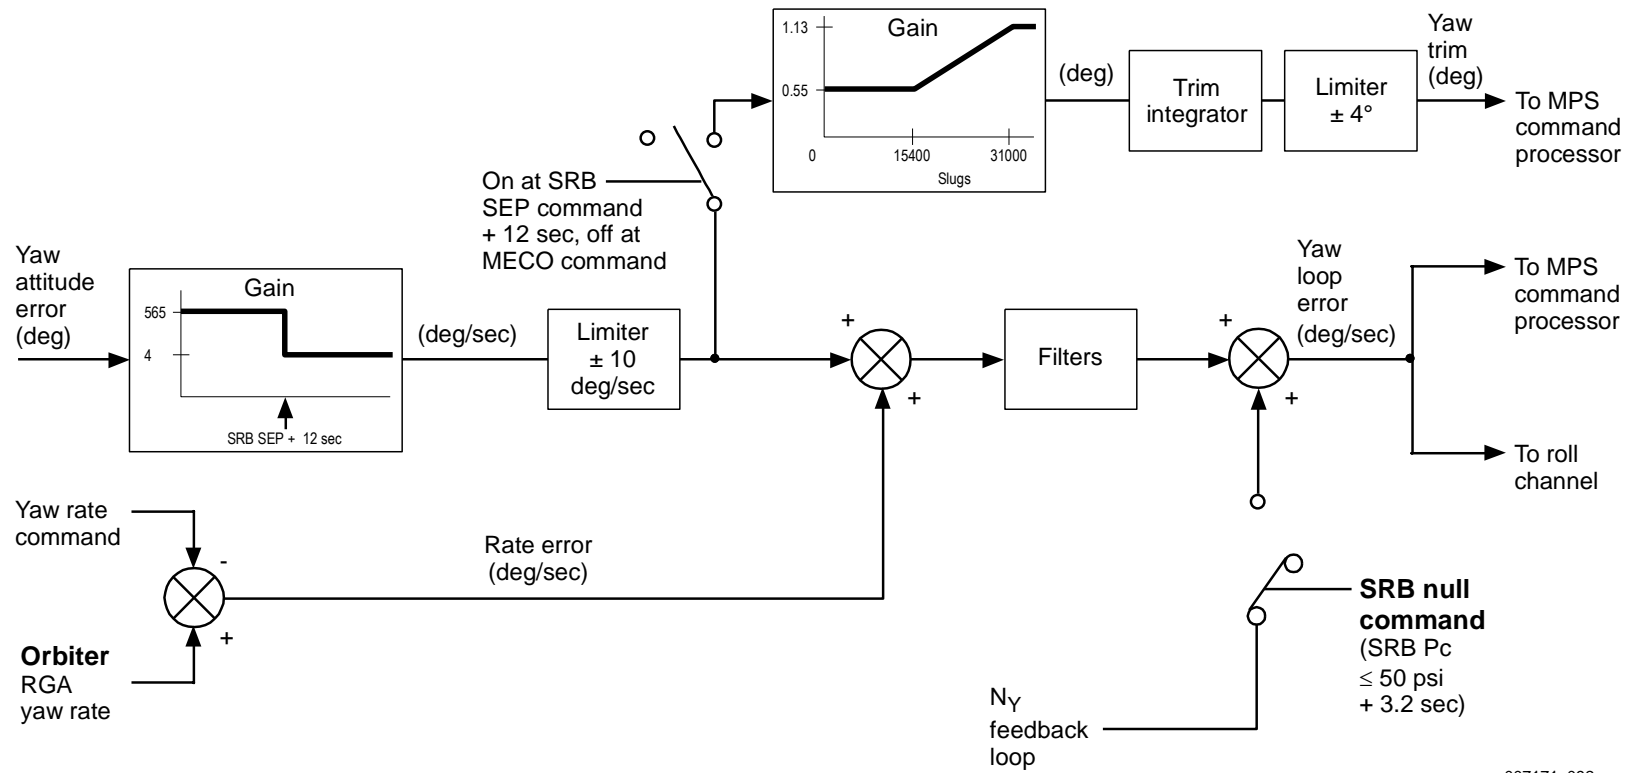 1.13
Gain
0.55
0
15400
31000
Slugs
(deg)
Trim
integrator
Limiter
± 4°
Yaw
trim
(deg)
To MPS
command
processor
On at SRB
SEP command
+ 12 sec, off at
MECO command
Yaw
attitude
error
(deg)
Gain
565
4
SRB SEP + 12 sec
(deg/sec)
Limiter
± 10
deg/sec
+
+
Filters
+
+
Yaw
loop
error
(deg/sec)
To MPS
command
processor
To roll
channel
Yaw rate
command
-
+
Orbiter
RGA
yaw rate
Rate error
(deg/sec)
SRB null
command
(SRB Pc
≤ 50 psi
+ 3.2 sec)
NY
feedback
loop